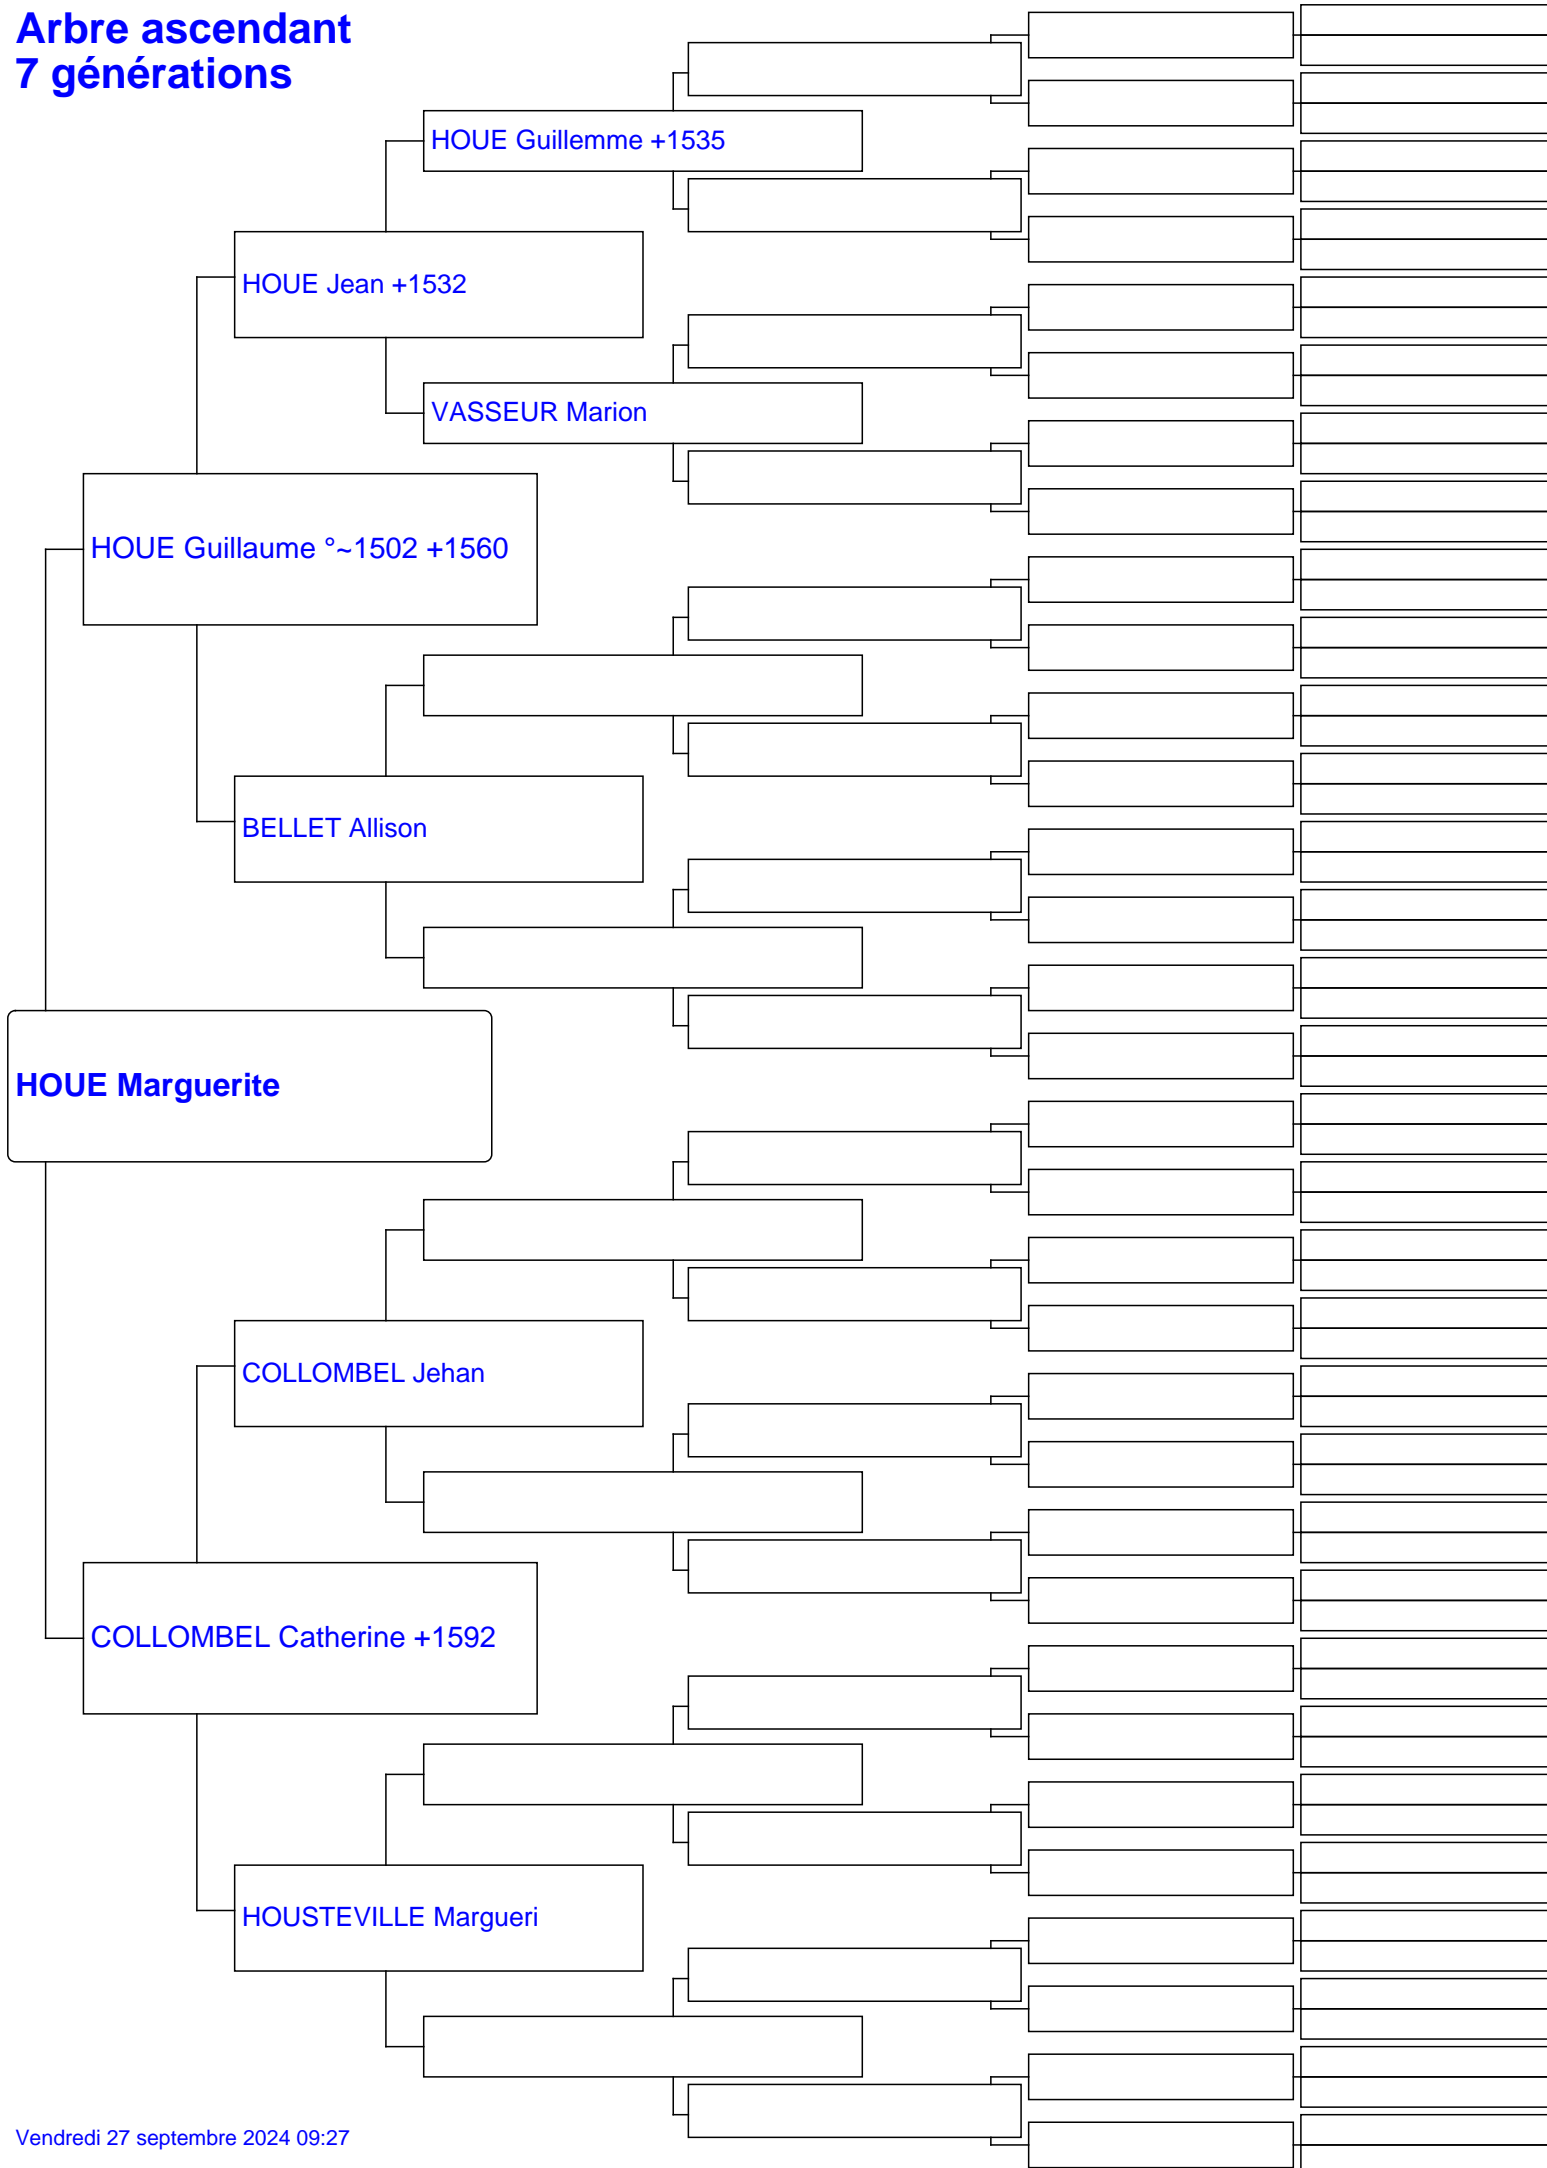 Arbre ascendant
7 générations
HOUE Guillemme +1535
HOUE Jean +1532
VASSEUR Marion
HOUE Guillaume °~1502 +1560
BELLET Allison
HOUE Marguerite
COLLOMBEL Jehan
COLLOMBEL Catherine +1592
HOUSTEVILLE Margueri
Vendredi 27 septembre 2024 09:27